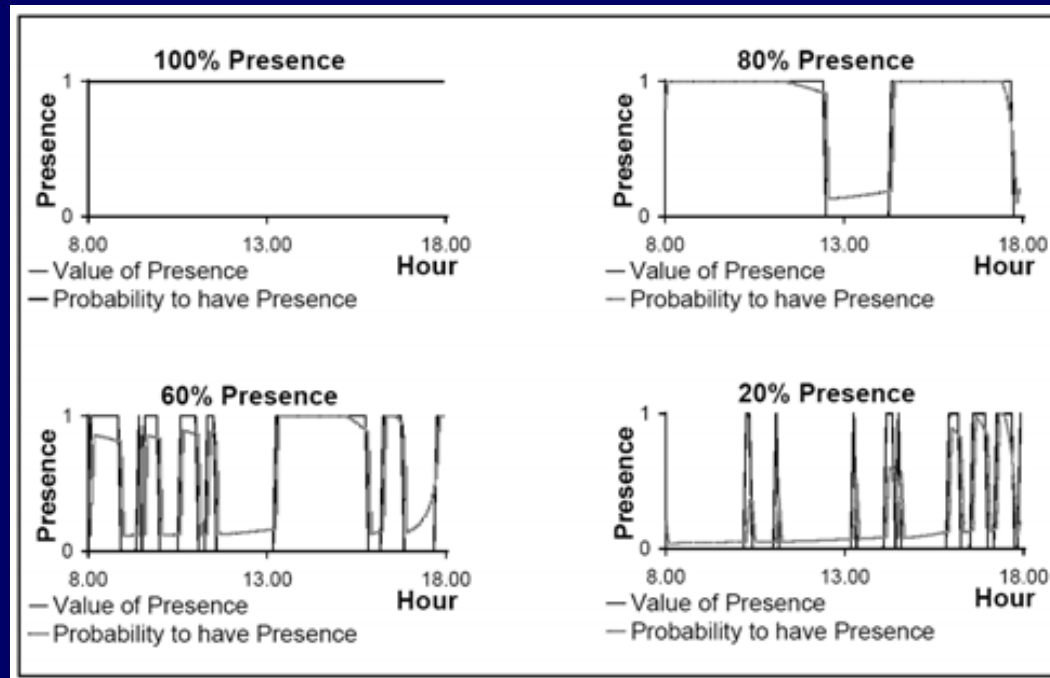 100% Presence
1
Presence
0
8.00 13.00 18.00
Hour
Value of Presence
Probability to have Presence
80% Presence
1
Presence
0
8.00 13.00 18.00
Hour
Value of Presence
Probability to have Presence
60% Presence
1
Presence
0
8.00 13.00 18.00
Hour
Value of Presence
Probability to have Presence
20% Presence
1
Presence
0
8.00 13.00 18.00
Hour
Value of Presence
Probability to have Presence